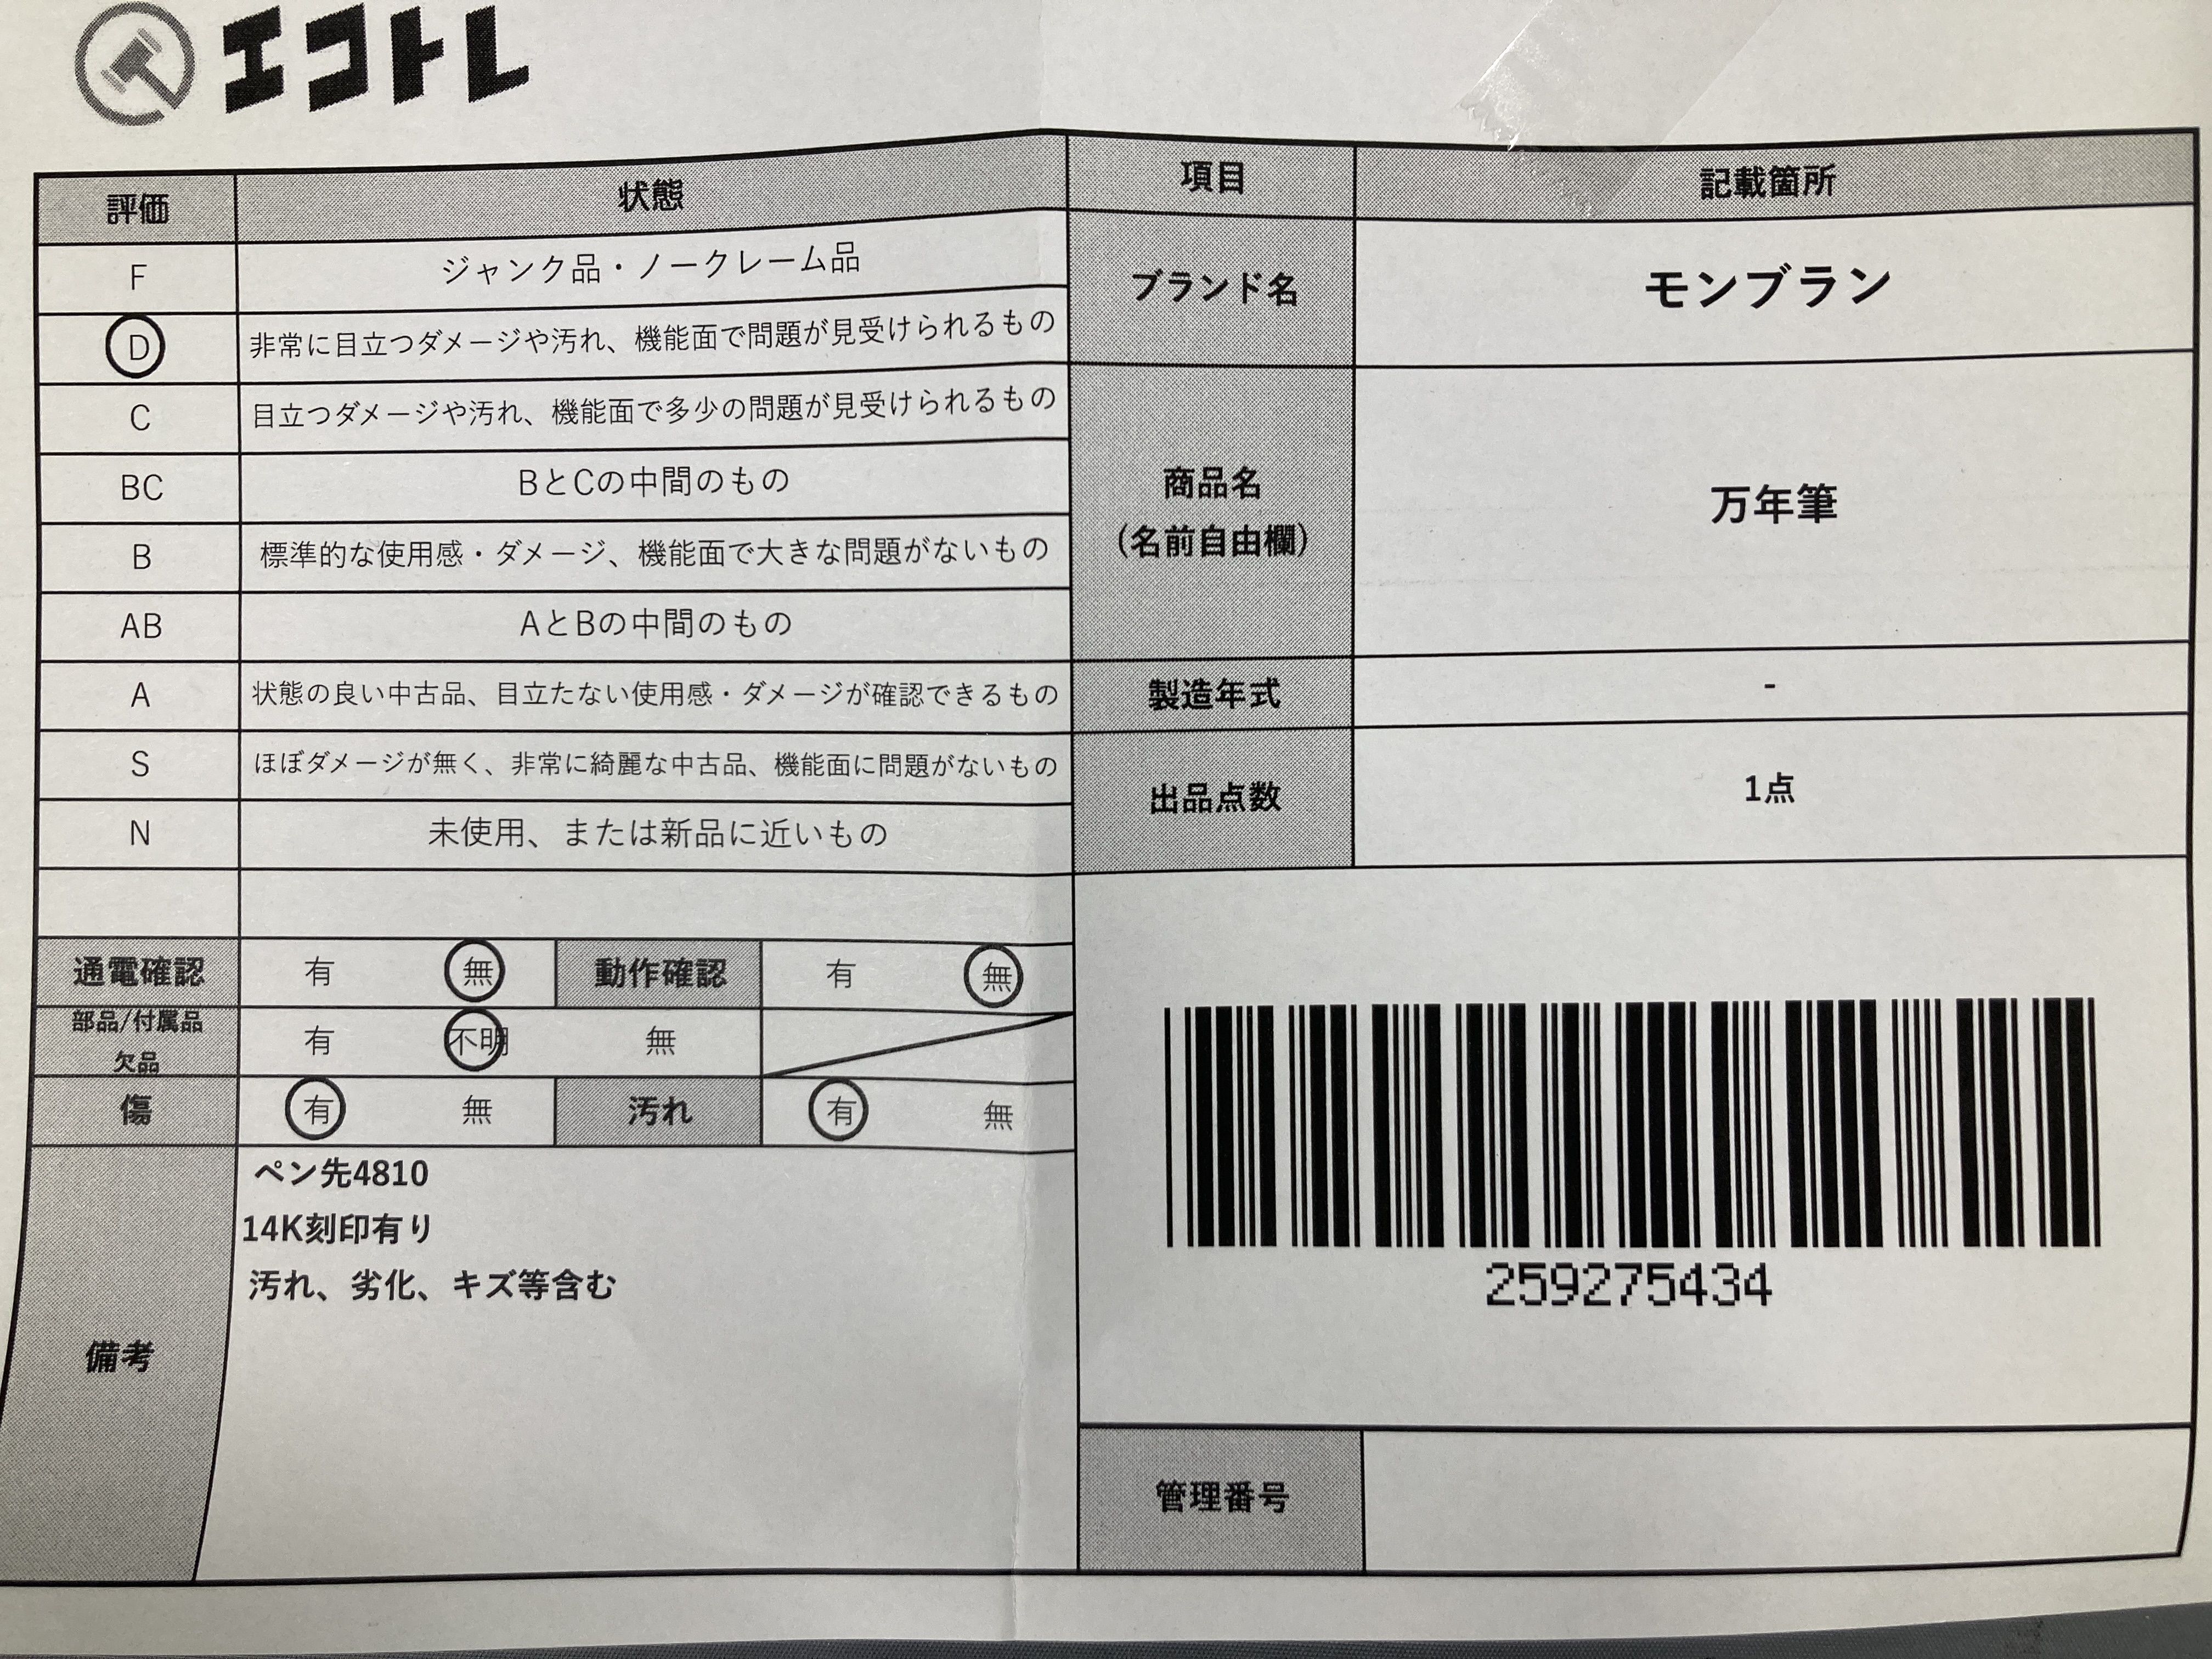 エコトレ
評価 状態
F ジャンク品・ノークレーム品
D 非常に目立つダメージや汚れ、機能面で問題が見受けられるもの
C 目立つダメージや汚れ、機能面で多少の問題が見受けられるもの
BC BとCの中間のもの
B 標準的な使用感・ダメージ、機能面で大きな問題がないもの
AB AとBの中間のもの
A 状態の良い中古品、目立たない使用感・ダメージが確認できるもの
S ほぼダメージが無く、非常に綺麗な中古品、機能面に問題がないもの
N 未使用、または新品に近いもの
通電確認 有 無 動作確認 有 無
部品/付属品
欠品 有 不明 無
傷 有 無 汚れ 有 無
備考
ペン先4810
14K刻印有り
汚れ、劣化、キズ等含む
項目 記載箇所
ブランド名 モンブラン
商品名
(名前自由欄) 万年筆
製造年式 -
出品点数 1点
259275434
管理番号